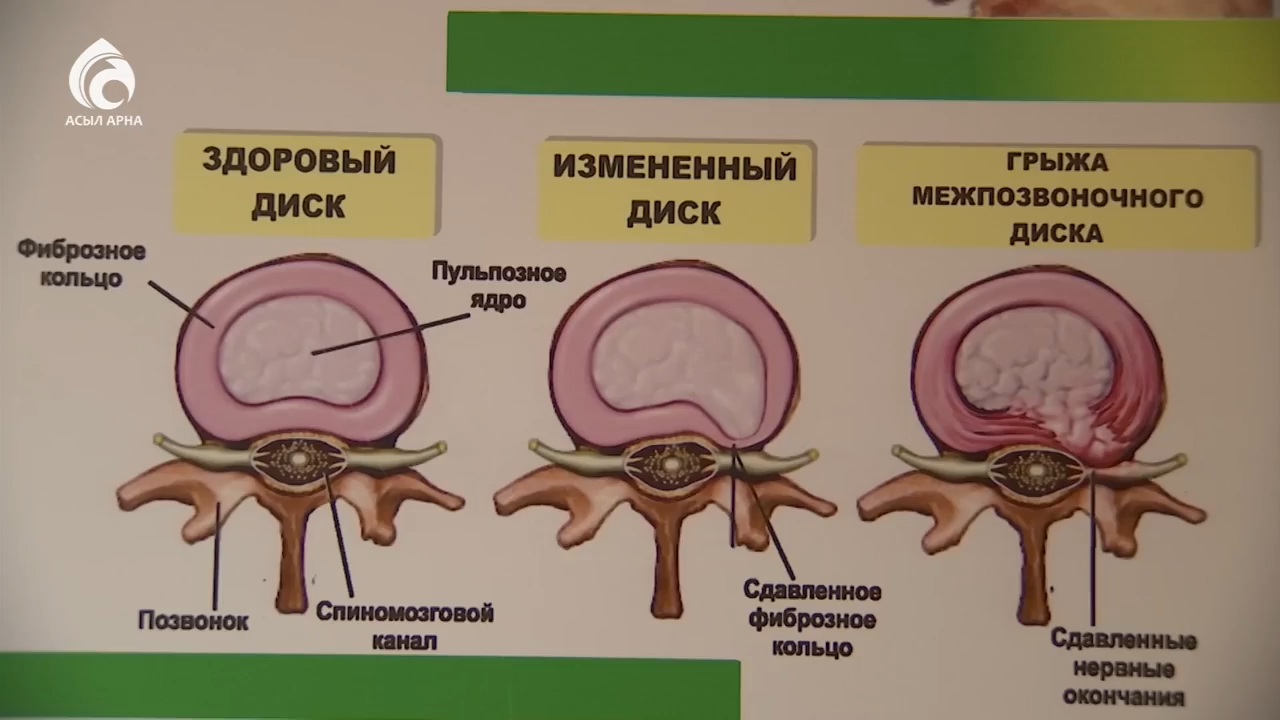 АСЫЛ АРНА
ЗДОРОВЫЙ
ДИСК
ИЗМЕНЕННЫЙ
ДИСК
ГРЫЖА
МЕЖПОЗВОНОЧНОГО
ДИСКА
Фиброзное
кольцо
Пульпозное
ядро
Позвонок
Спиномозговой
канал
Сдавленное
фиброзное
кольцо
Сдавленные
нервные
окончания